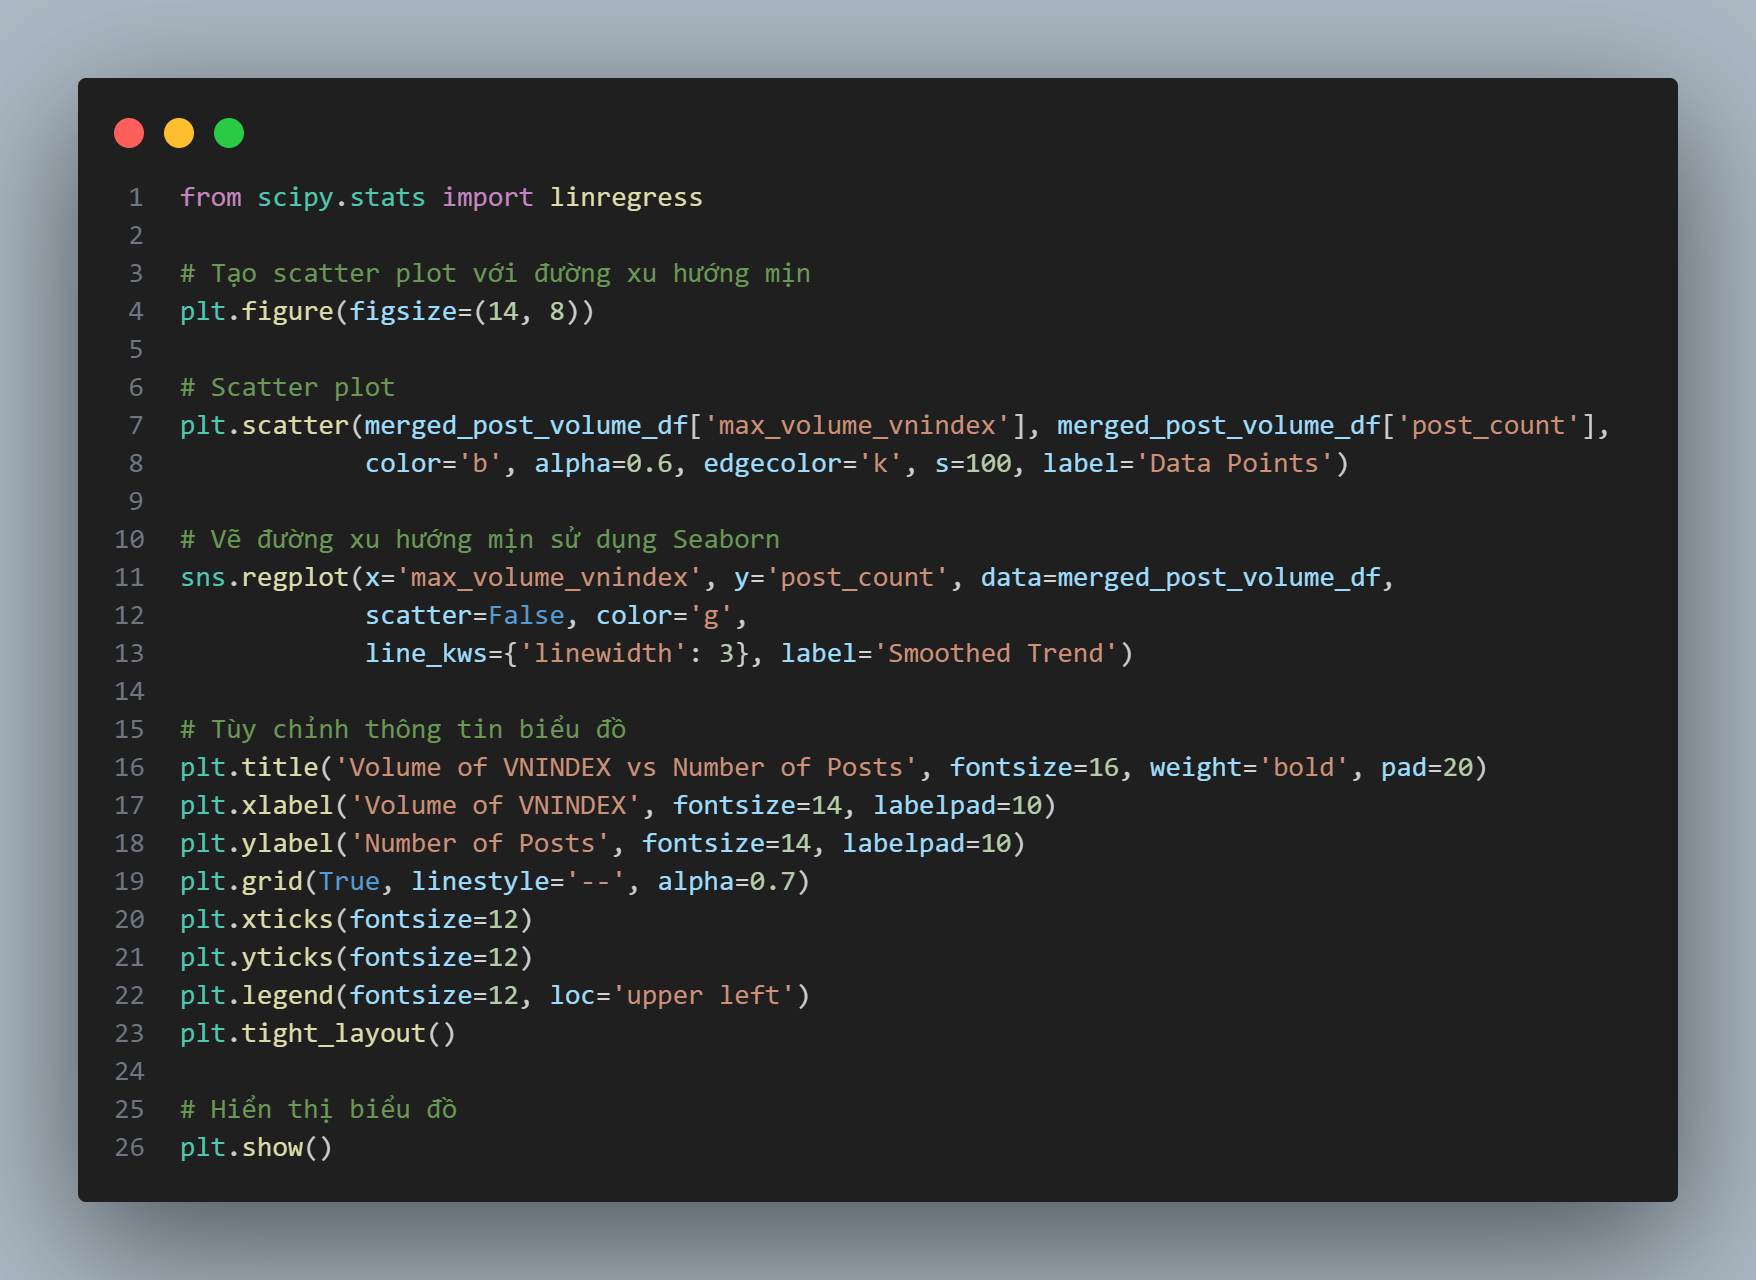 1 from scipy.stats import linregress
2
3 # Tạo scatter plot với đường xu hướng mịn
4 plt.figure(figsize=(14, 8))
5
6 # Scatter plot
7 plt.scatter(merged_post_volume_df['max_volume_vnindex'], merged_post_volume_df['post_count'],
8             color='b', alpha=0.6, edgecolor='k', s=100, label='Data Points')
9
10 # Vẽ đường xu hướng mịn sử dụng Seaborn
11 sns.regplot(x='max_volume_vnindex', y='post_count', data=merged_post_volume_df,
12             scatter=False, color='g',
13             line_kws={'linewidth': 3}, label='Smoothed Trend')
14
15 # Tùy chỉnh thông tin biểu đồ
16 plt.title('Volume of VNINDEX vs Number of Posts', fontsize=16, weight='bold', pad=20)
17 plt.xlabel('Volume of VNINDEX', fontsize=14, labelpad=10)
18 plt.ylabel('Number of Posts', fontsize=14, labelpad=10)
19 plt.grid(True, linestyle='--', alpha=0.7)
20 plt.xticks(fontsize=12)
21 plt.yticks(fontsize=12)
22 plt.legend(fontsize=12, loc='upper left')
23 plt.tight_layout()
24
25 # Hiển thị biểu đồ
26 plt.show()